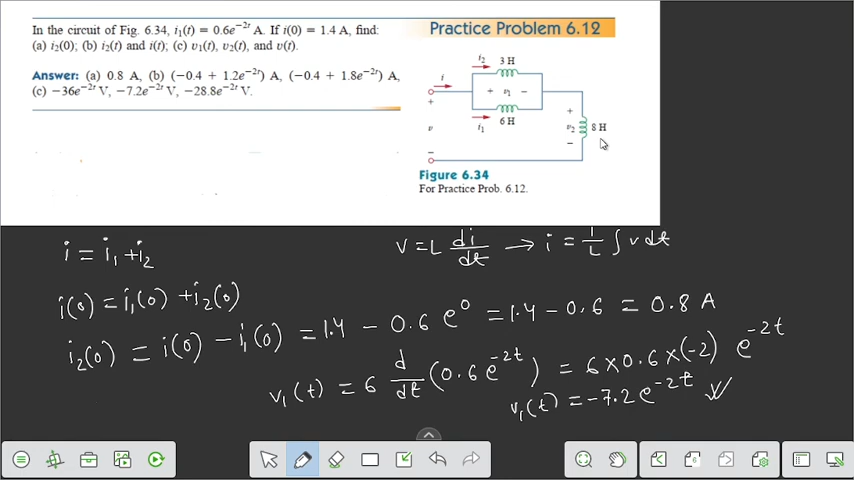 In the circuit of Fig. 6.34, i₁(t) = 0.6e⁻²ᵗ A. If i(0) = 1.4 A, find:
(a) i₂(0); (b) i₂(t) and i(t); (c) v₁(t), v₂(t), and v(t).
Answer: (a) 0.8 A, (b) (−0.4 + 1.2e⁻²ᵗ) A, (−0.4 + 1.8e⁻²ᵗ) A,
(c) −36e⁻²ᵗ V, −7.2e⁻²ᵗ V, −28.8e⁻²ᵗ V.
Practice Problem 6.12
i₂ 3 H
i
+ v₁ −
+ +
i₁ 6 H
v
v₂ 8 H
− −
Figure 6.34
For Practice Prob. 6.12.
i = i₁ + i₂
v = L di/dt → i = 1/L ∫ v dt
i(0) = i₁(0) + i₂(0)
i₂(0) = i(0) − i₁(0) = 1.4 − 0.6 e⁰ = 1.4 − 0.6 = 0.8 A
v₁(t) = 6 d/dt (0.6 e⁻²ᵗ) = 6 × 0.6 × (−2) e⁻²ᵗ
v₁(t) = −7.2 e⁻²ᵗ